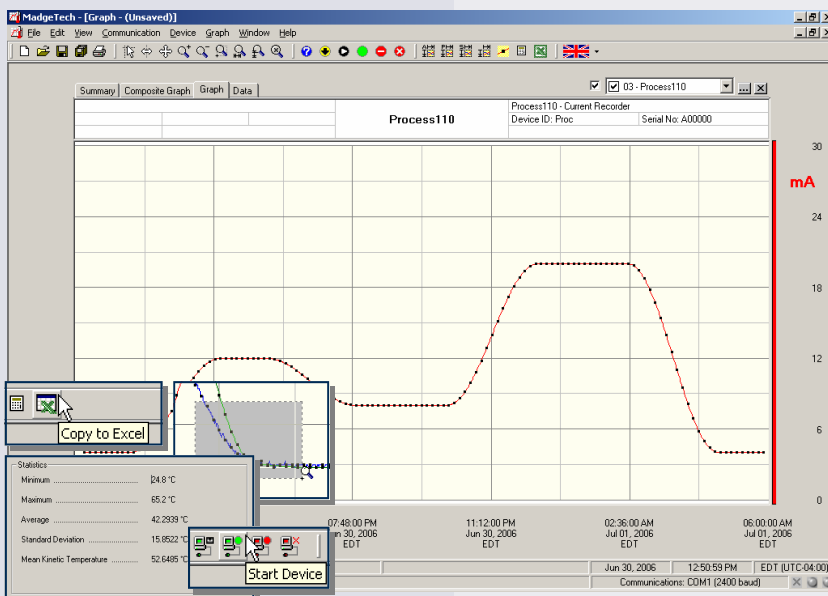 MadgeTech - [Graph - (Unsaved)]
File Edit View Communication Device Graph Window Help
Summary Composite Graph Graph Data
03 - Process110
Process110
Process110 - Current Recorder
Device ID: Proc Serial No: A00000
30
mA
24
18
12
6
0
Copy to Excel
Statistics
Minimum 24.8 °C
Maximum 65.2 °C
Average 42.2939 °C
Standard Deviation 15.8522 °C
Mean Kinetic Temperature 52.6485 °C
Start Device
07:48:00 PM
Jun 30, 2006
EDT
11:12:00 PM
Jun 30, 2006
EDT
02:36:00 AM
Jul 01, 2006
EDT
06:00:00 AM
Jul 01, 2006
EDT
Jun 30, 2006 12:50:59 PM EDT (UTC-04:00)
Communications: COM1 (2400 baud)